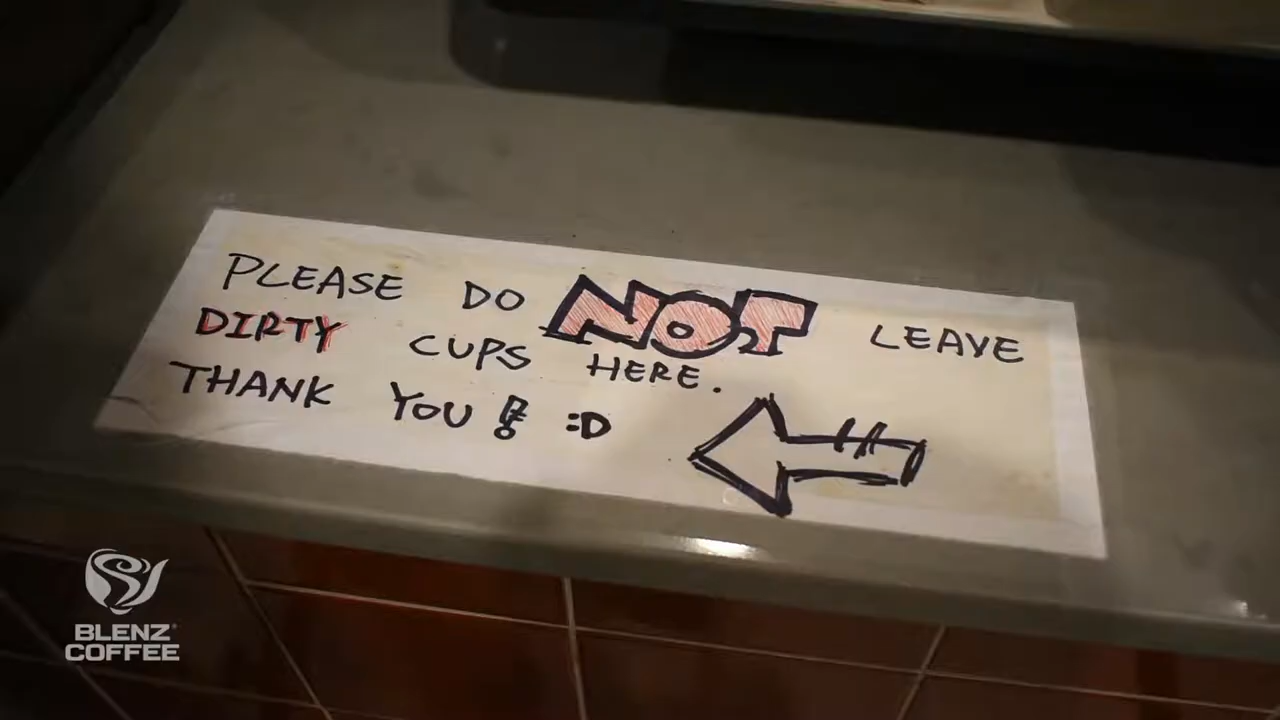 PLEASE DO NOT LEAVE
DIRTY CUPS HERE.
THANK YOU! :D
BLENZ
COFFEE